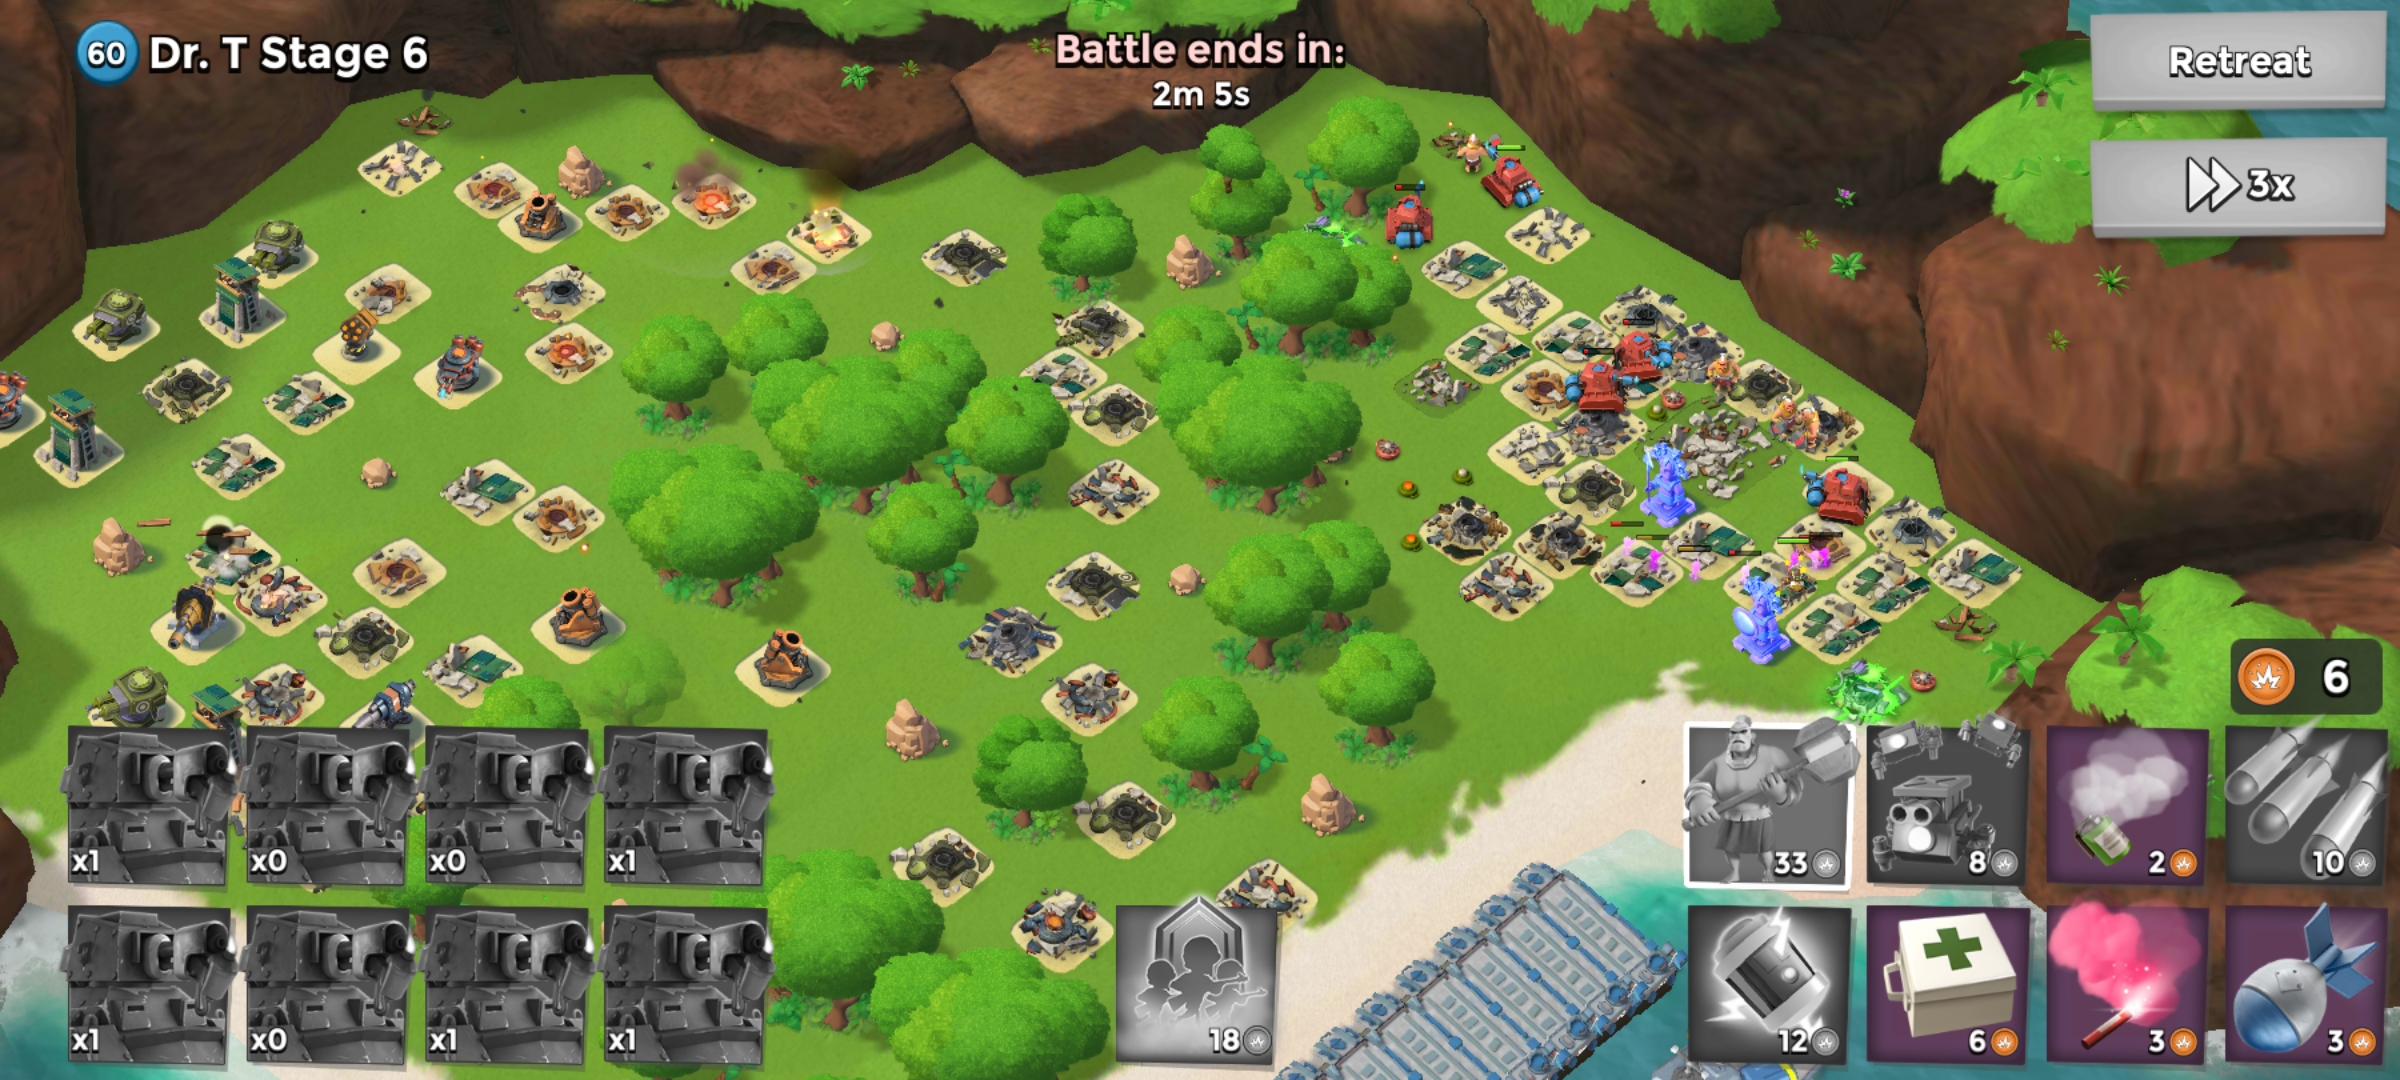 60 Dr. T Stage 6
Battle ends in:
2m 5s
Retreat
3x
6
x1
x0
x0
x1
33
8
2
10
x1
x0
x1
x1
18
12
6
3
3